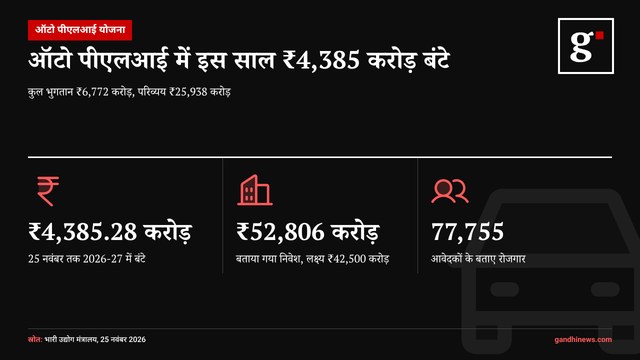 ऑटो पीएलआई योजना
ऑटो पीएलआई में इस साल ₹4,385 करोड़ बंटे
कुल भुगतान ₹6,772 करोड़, परिव्यय ₹25,938 करोड़
g
₹4,385.28 करोड़
25 नवंबर तक 2026-27 में बंटे
₹52,806 करोड़
बताया गया निवेश, लक्ष्य ₹42,500 करोड़
77,755
आवेदकों के बताए रोजगार
स्रोत: भारी उद्योग मंत्रालय, 25 नवंबर 2026
gandhinews.com